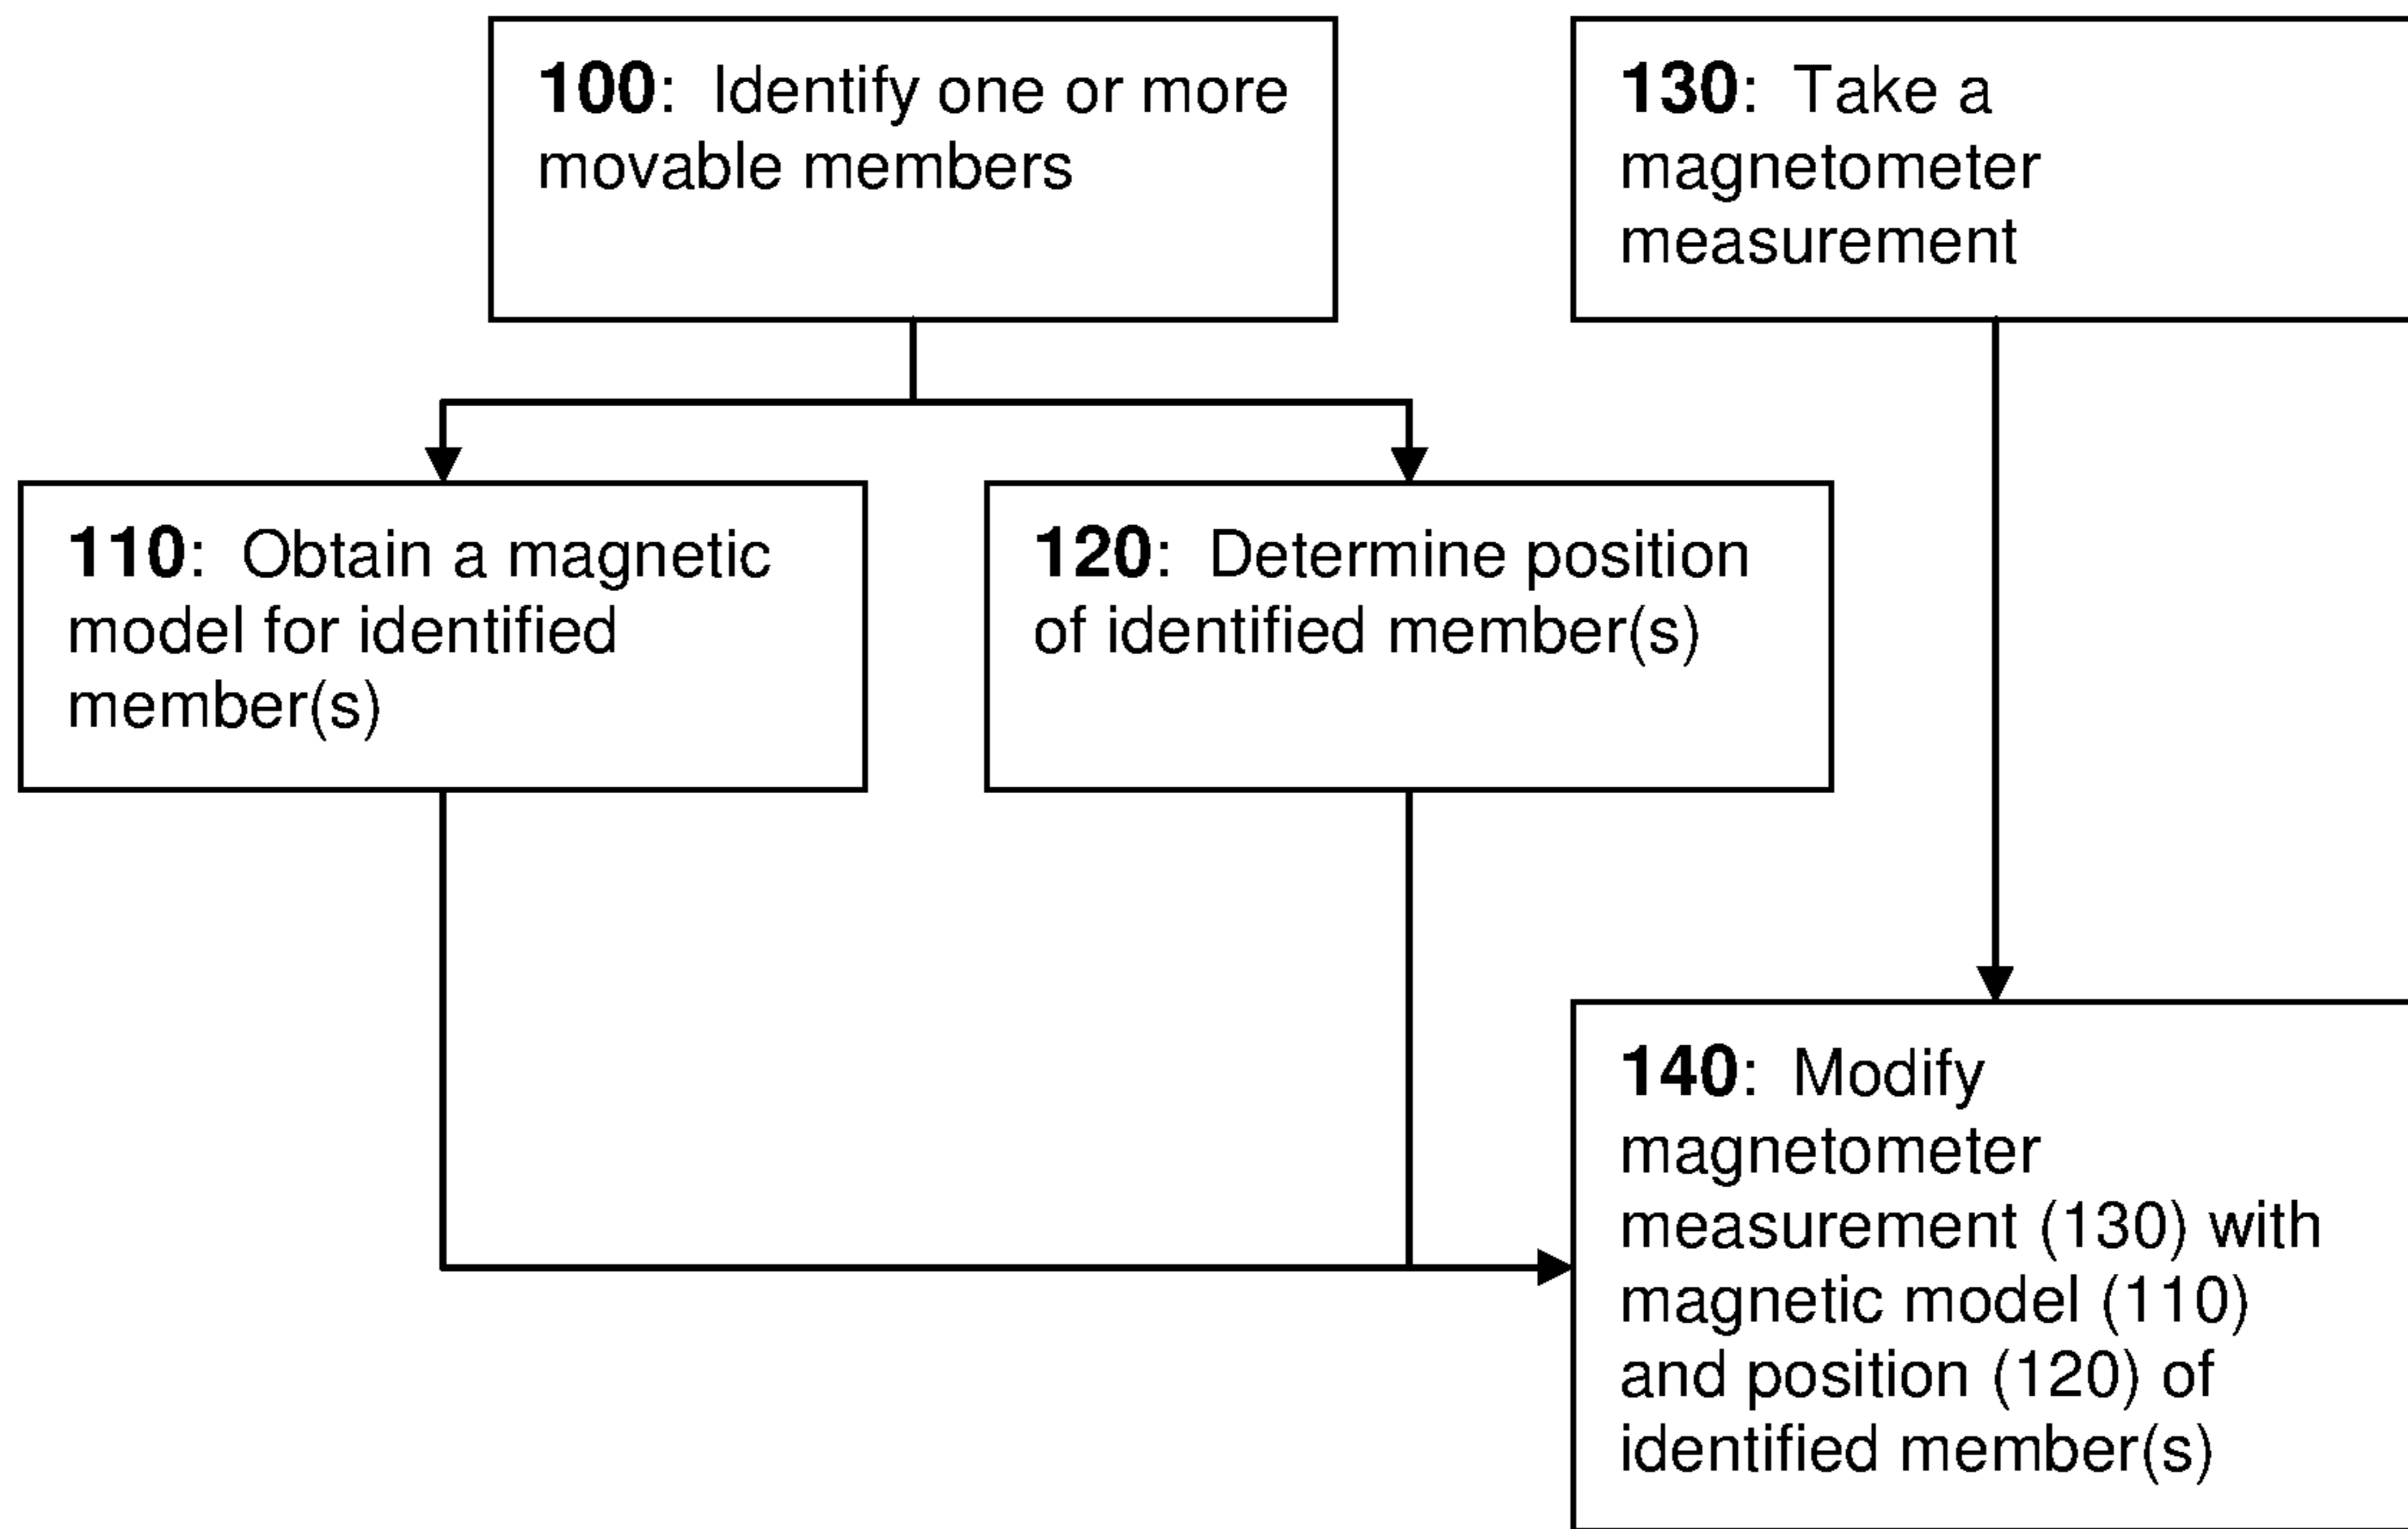 100: Identify one or more
movable members
130: Take a
magnetometer
measurement
110: Obtain a magnetic
model for identified
member(s)
120: Determine position
of identified member(s)
140: Modify
magnetometer
measurement (130) with
magnetic model (110)
and position (120) of
identified member(s)